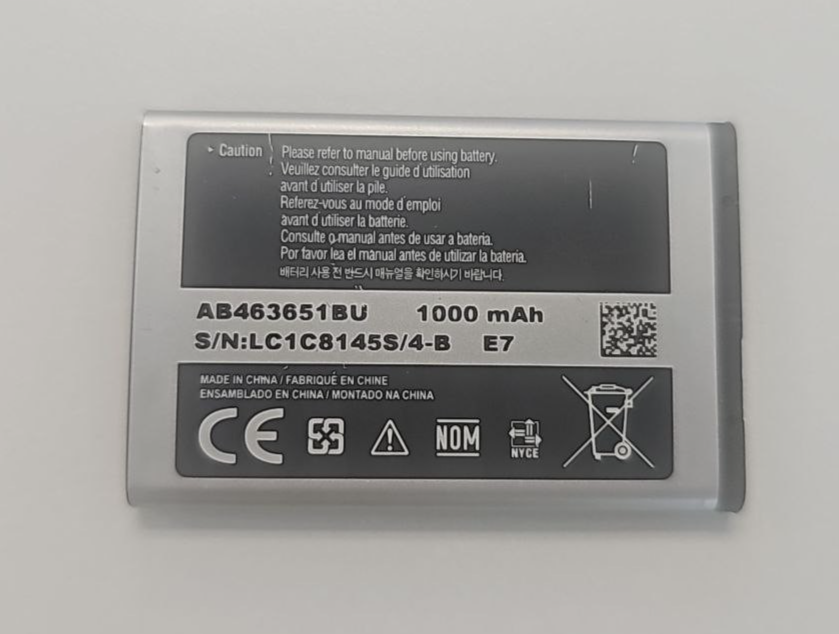 ▸ Caution Please refer to manual before using battery.
Veuillez consulter le guide d'utilisation
avant d'utiliser la pile.
Referez-vous au mode d'emploi
avant d'utiliser la batterie.
Consulte o manual antes de usar a bateria.
Por favor lea el manual antes de utilizar la bateria.
배터리 사용 전 반드시 매뉴얼을 확인하시기 바랍니다.
AB463651BU 1000 mAh
S/N:LC1C8145S/4-B E7
MADE IN CHINA / FABRIQUÉ EN CHINE
ENSAMBLADO EN CHINA / MONTADO NA CHINA
CE NOM NYCE